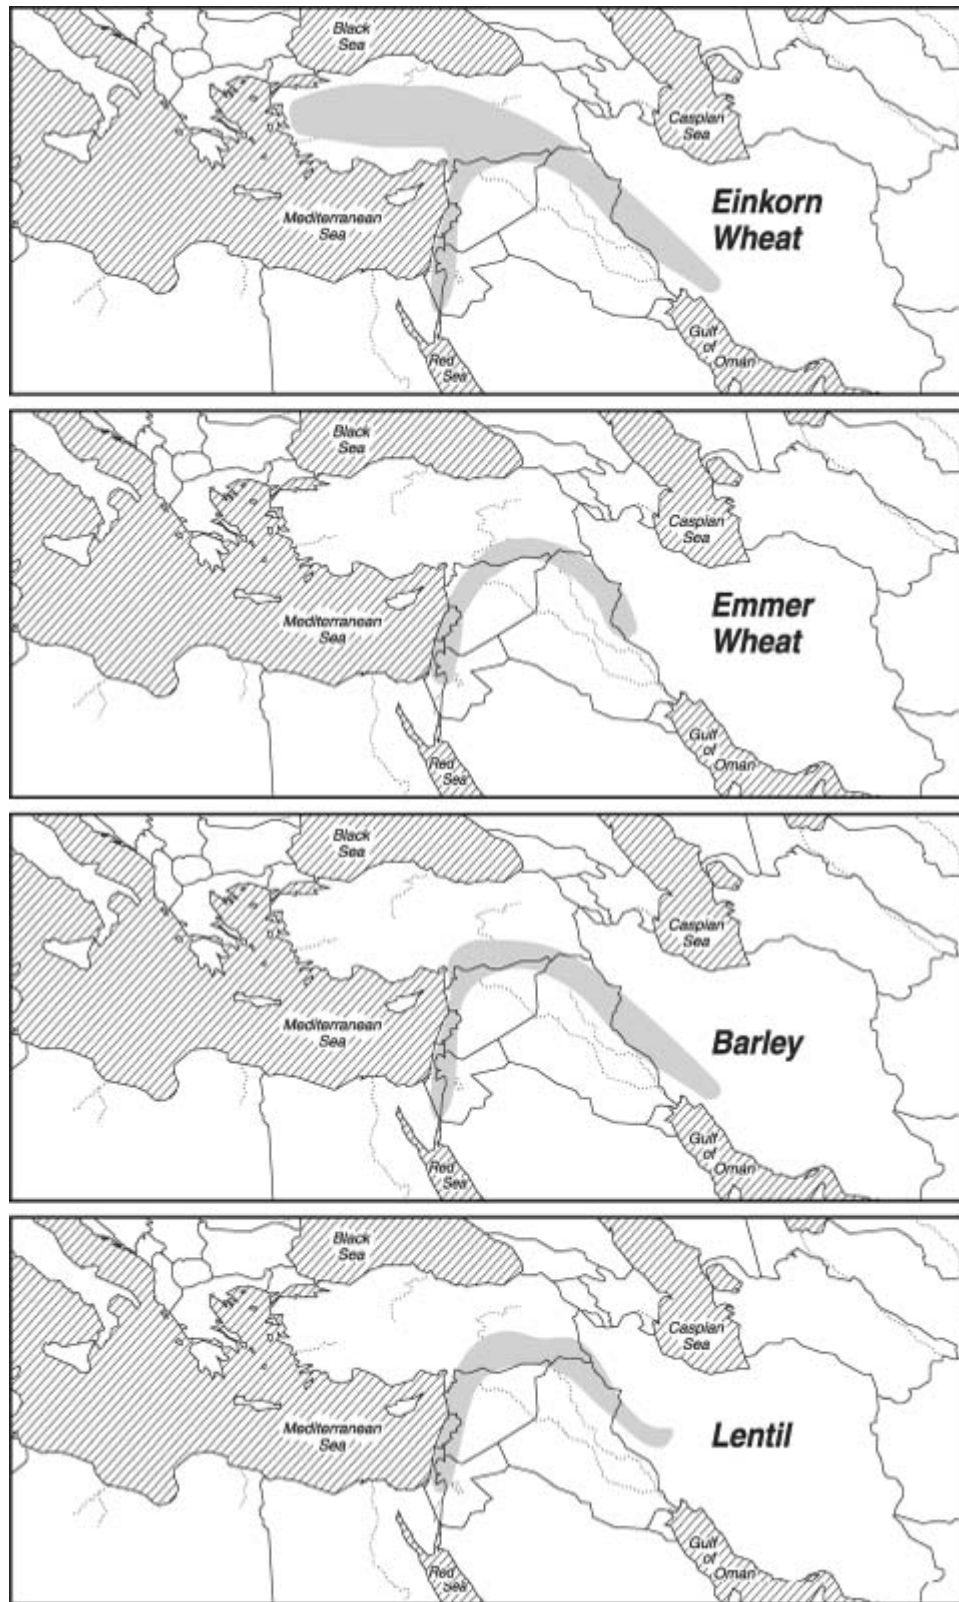 Black
Sea
Caspian
Sea
Einkorn
Wheat
Mediterranean
Sea
Gulf
of
Oman
Red
Sea
Black
Sea
Caspian
Sea
Emmer
Wheat
Mediterranean
Sea
Gulf
of
Oman
Red
Sea
Black
Sea
Caspian
Sea
Mediterranean
Sea
Barley
Gulf
of
Oman
Red
Sea
Black
Sea
Caspian
Sea
Mediterranean
Sea
Lentil
Gulf
of
Oman
Red
Sea